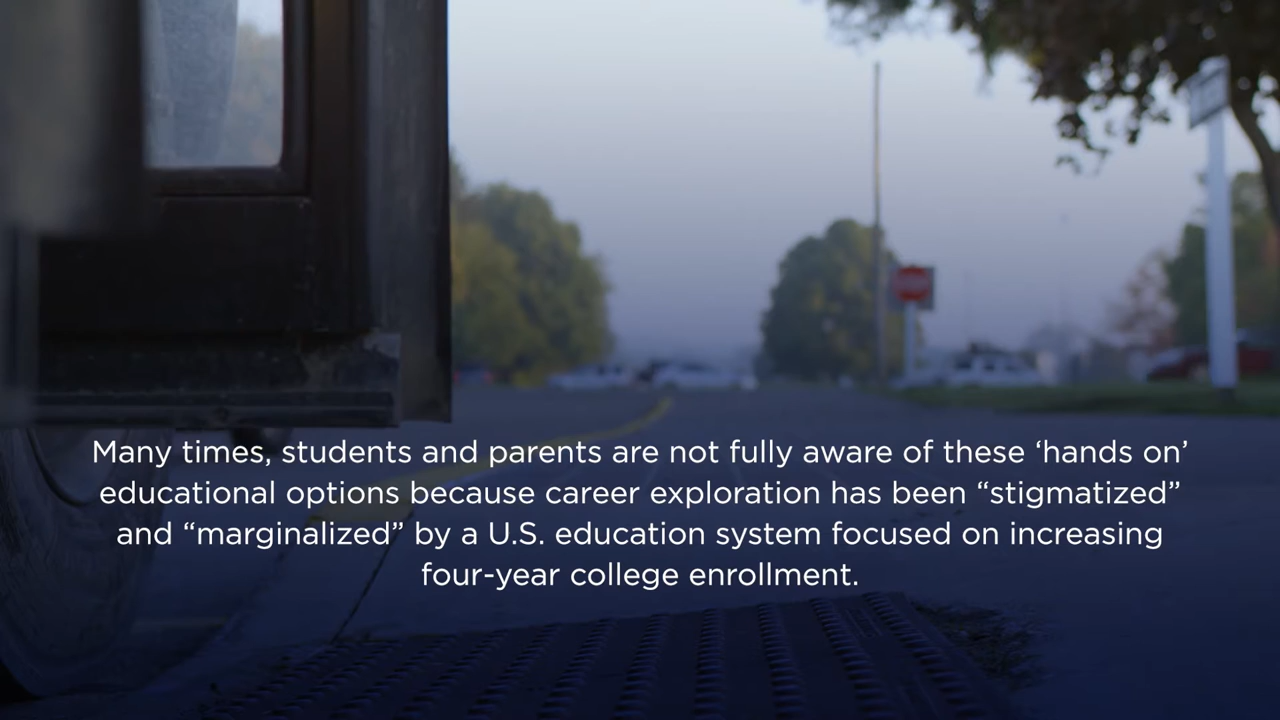 Many times, students and parents are not fully aware of these ‘hands on’
educational options because career exploration has been “stigmatized”
and “marginalized” by a U.S. education system focused on increasing
four-year college enrollment.